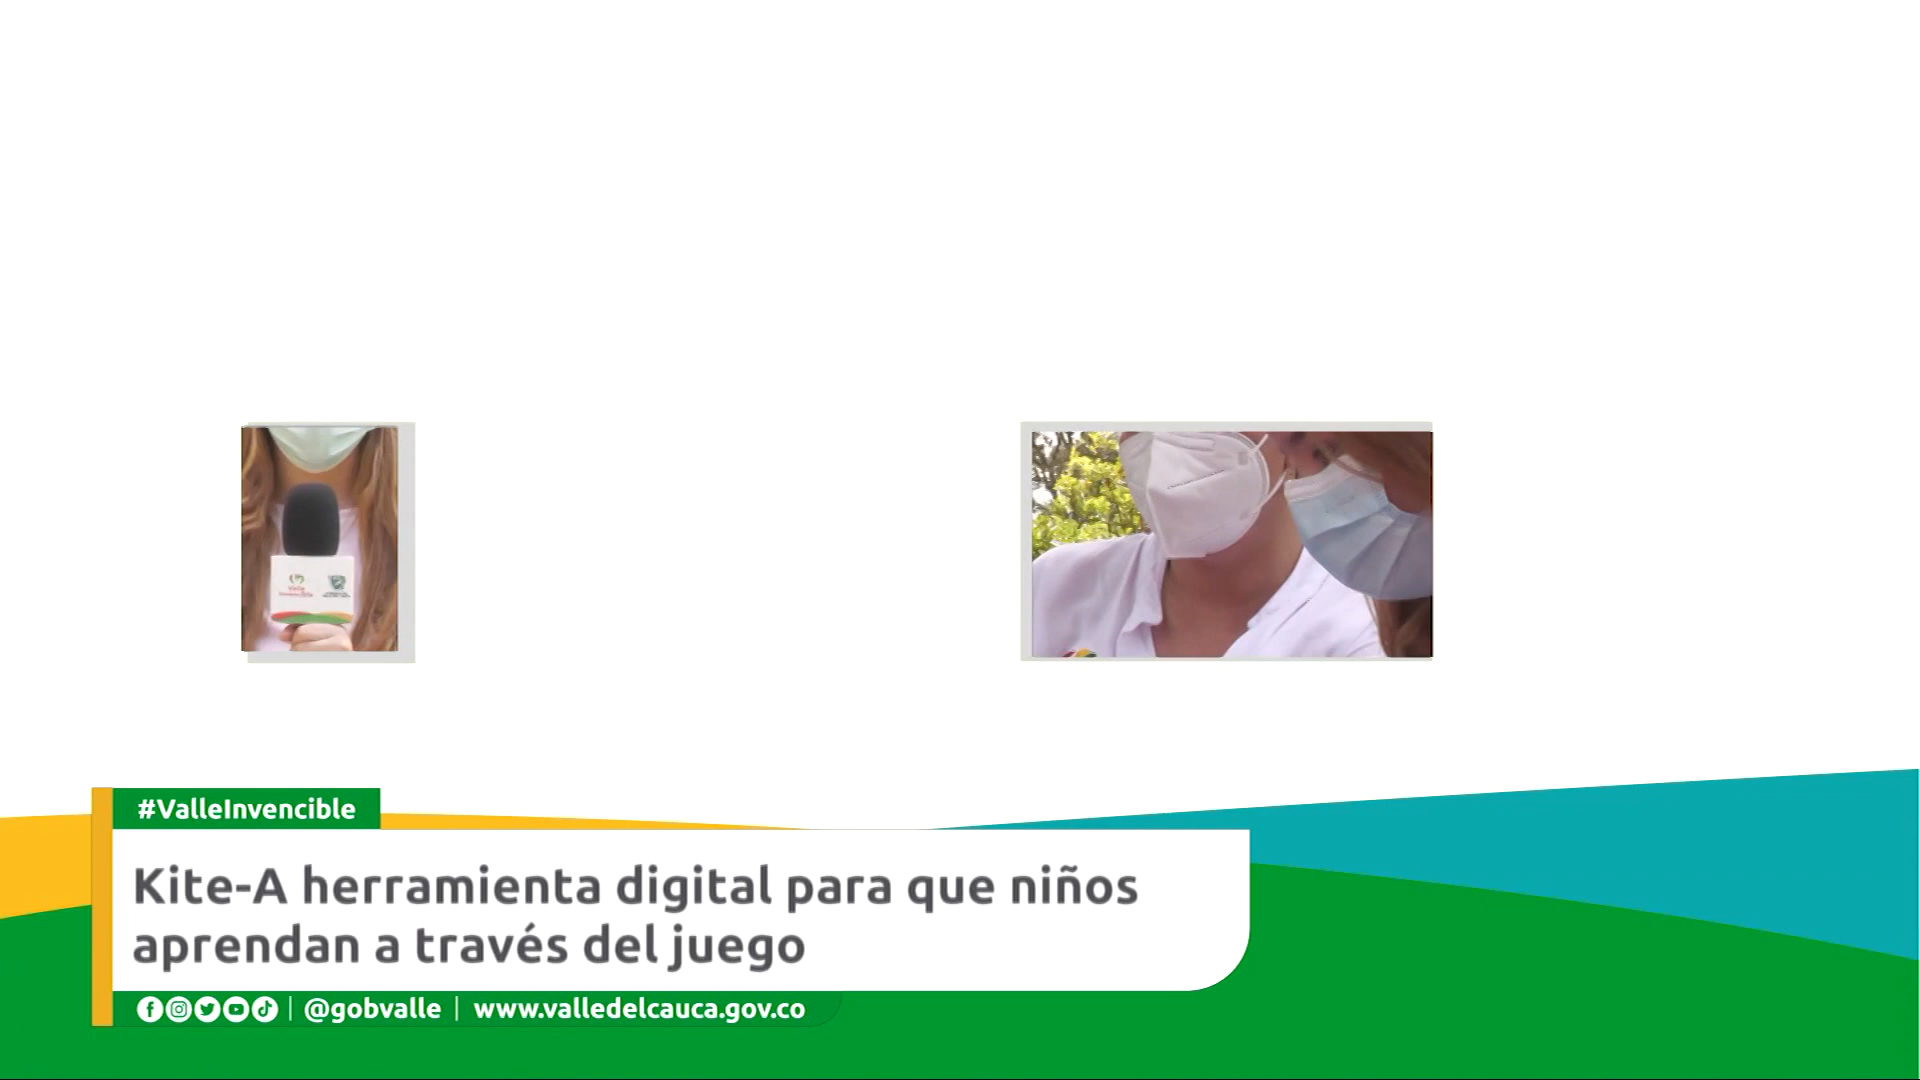 #ValleInvencible
Kite-A herramienta digital para que niños
aprendan a través del juego
@gobvalle | www.valledelcauca.gov.co